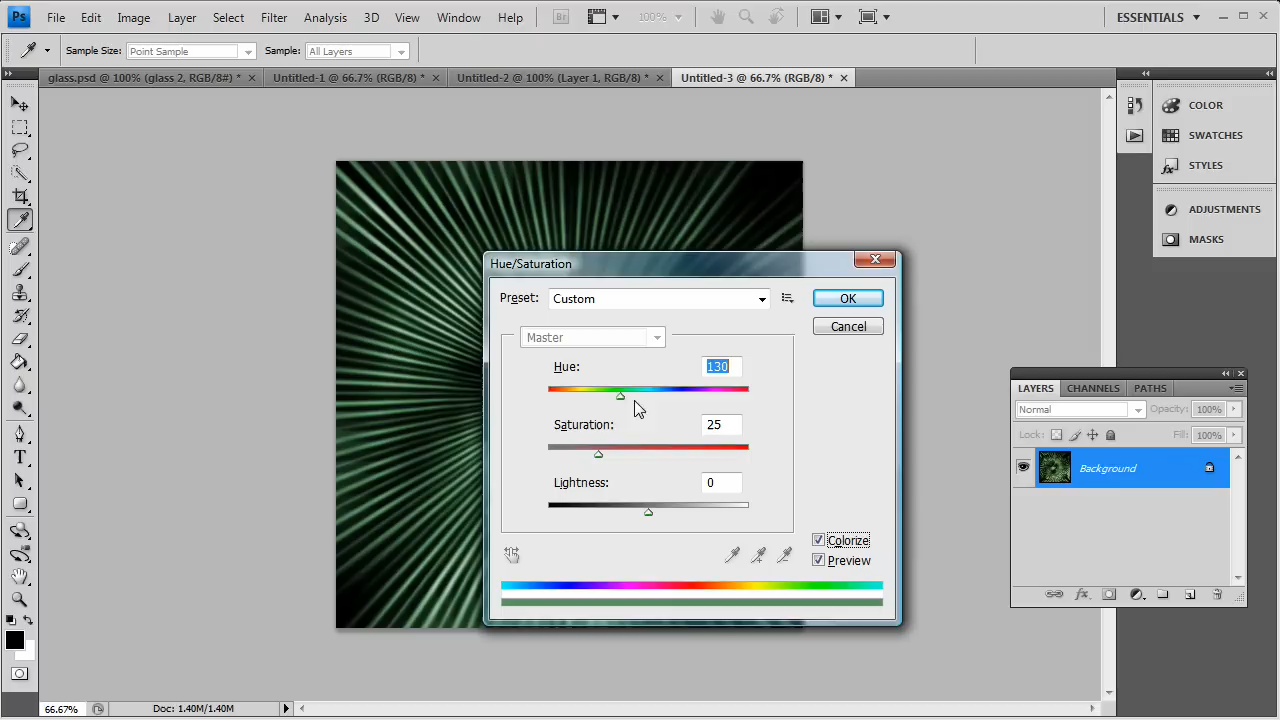 Ps File Edit Image Layer Select Filter Analysis 3D View Window Help Br 100% ESSENTIALS
Sample Size: Point Sample Sample: All Layers
glass.psd @ 100% (glass 2, RGB/8#) * Untitled-1 @ 66.7% (RGB/8) * Untitled-2 @ 100% (Layer 1, RGB/8) * Untitled-3 @ 66.7% (RGB/8) *
COLOR
SWATCHES
STYLES
ADJUSTMENTS
MASKS
Hue/Saturation
Preset: Custom OK
Cancel
Master
Hue: 130
Saturation: 25
Lightness: 0
Colorize
Preview
LAYERS CHANNELS PATHS
Normal Opacity: 100%
Lock: Fill: 100%
Background
66.67% Doc: 1.40M/1.40M